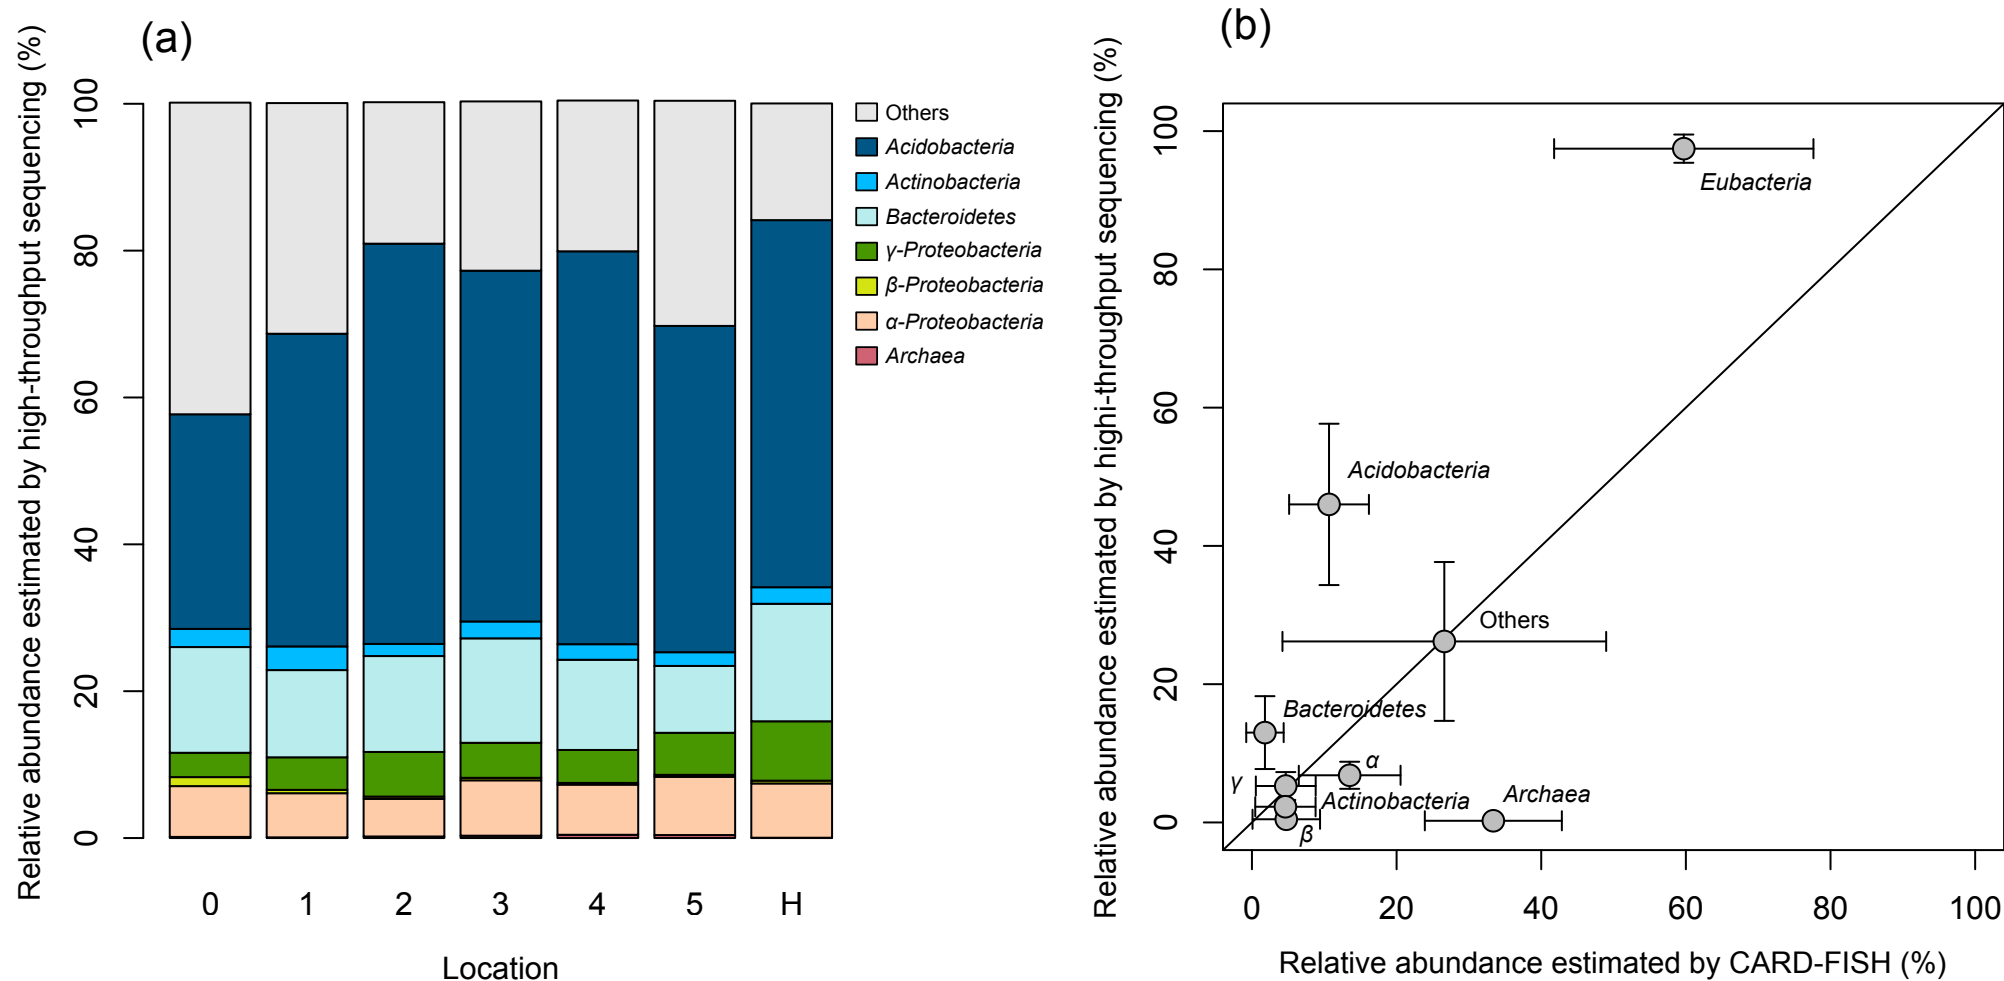 (a)
Relative abundance estimated by high-throughput sequencing (%)
100
80
60
40
20
0
0 1 2 3 4 5 H
Location
Others
Acidobacteria
Actinobacteria
Bacteroidetes
γ-Proteobacteria
β-Proteobacteria
α-Proteobacteria
Archaea
(b)
Relative abundance estimated by highi-throughput sequencing (%)
100
80
60
40
20
0
Eubacteria
Acidobacteria
Others
Bacteroidetes
α
γ
Actinobacteria
Archaea
β
0 20 40 60 80 100
Relative abundance estimated by CARD-FISH (%)